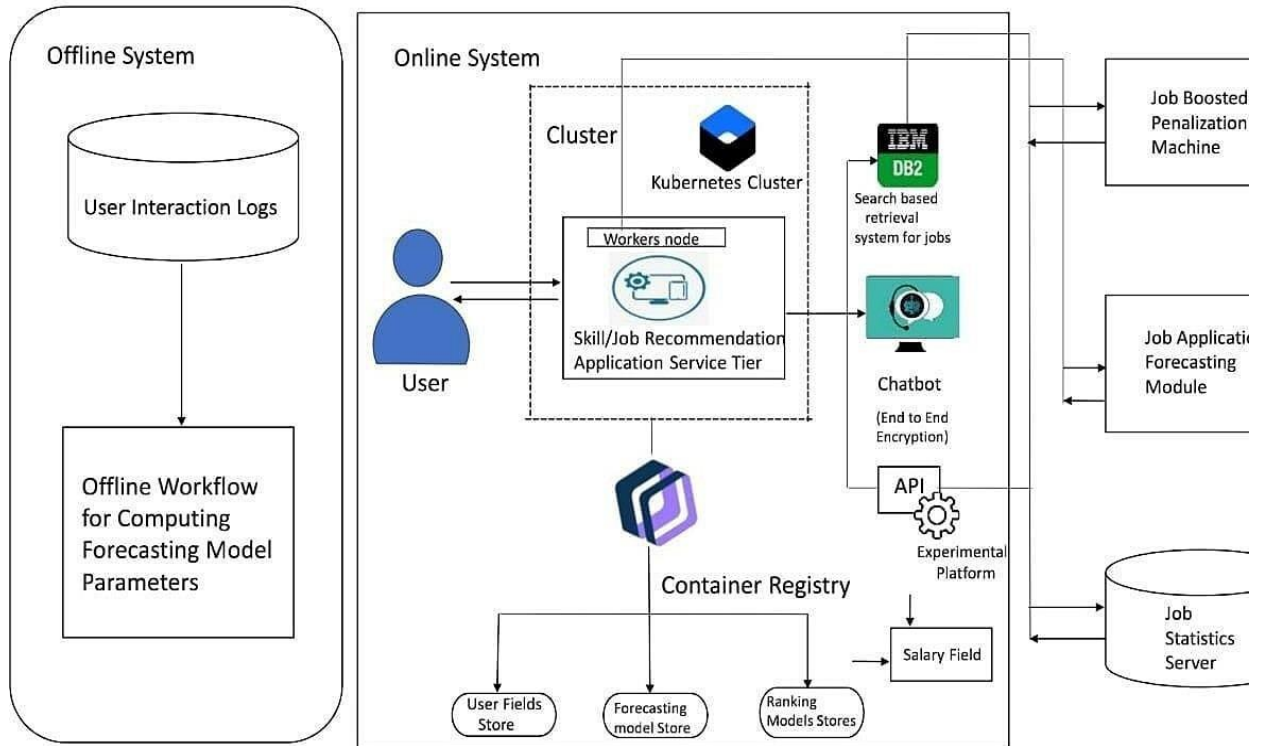 Offline System
User Interaction Logs
Offline Workflow
for Computing
Forecasting Model
Parameters
Online System
Cluster
Kubernetes Cluster
Workers node
Skill/Job Recommendation
Application Service Tier
User
IBM
DB2
Search based
retrieval
system for jobs
Chatbot
(End to End
Encryption)
API
Experimental
Platform
Container Registry
Salary Field
User Fields
Store
Forecasting
model Store
Ranking
Models Stores
Job Boosted
Penalization
Machine
Job Applicatic
Forecasting
Module
Job
Statistics
Server